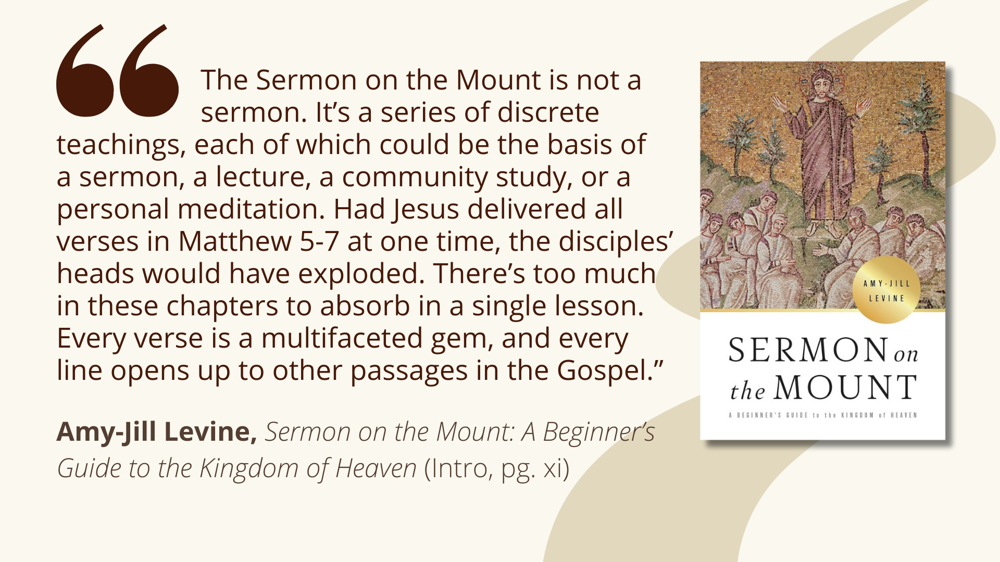 “
The Sermon on the Mount is not a
sermon. It’s a series of discrete
teachings, each of which could be the basis of
a sermon, a lecture, a community study, or a
personal meditation. Had Jesus delivered all
verses in Matthew 5-7 at one time, the disciples’
heads would have exploded. There’s too much
in these chapters to absorb in a single lesson.
Every verse is a multifaceted gem, and every
line opens up to other passages in the Gospel.”
Amy-Jill Levine, Sermon on the Mount: A Beginner’s
Guide to the Kingdom of Heaven (Intro, pg. xi)
AMY-JILL
LEVINE
SERMON on
the MOUNT
A BEGINNER'S GUIDE to the KINGDOM of HEAVEN